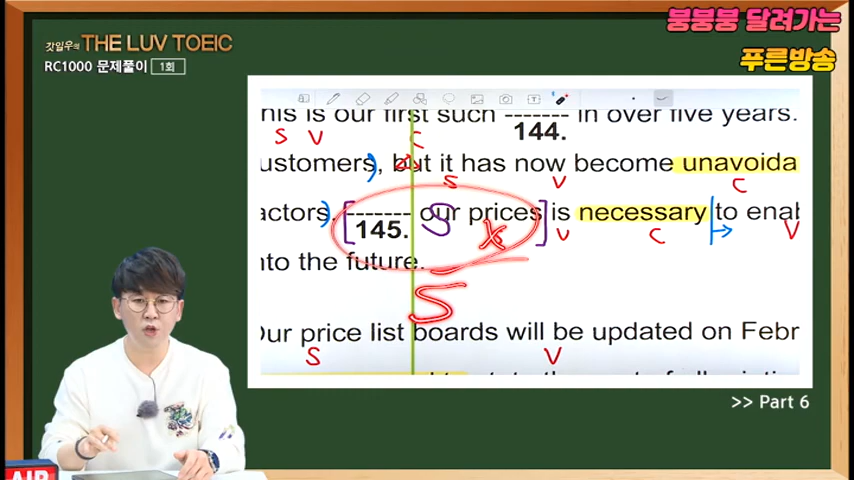 붕붕붕 달려가는
푸른방송
갓일우의 THE LUV TOEIC
RC1000 문제풀이 1회
his is our first such ------- in over five years.
144.
S V C
ustomers), but it has now become unavoida
S V C
actors), [------- our prices] is necessary to enab
145. S V C V
nto the future.
S
Our price list boards will be updated on Febr
S V
>> Part 6
AIR